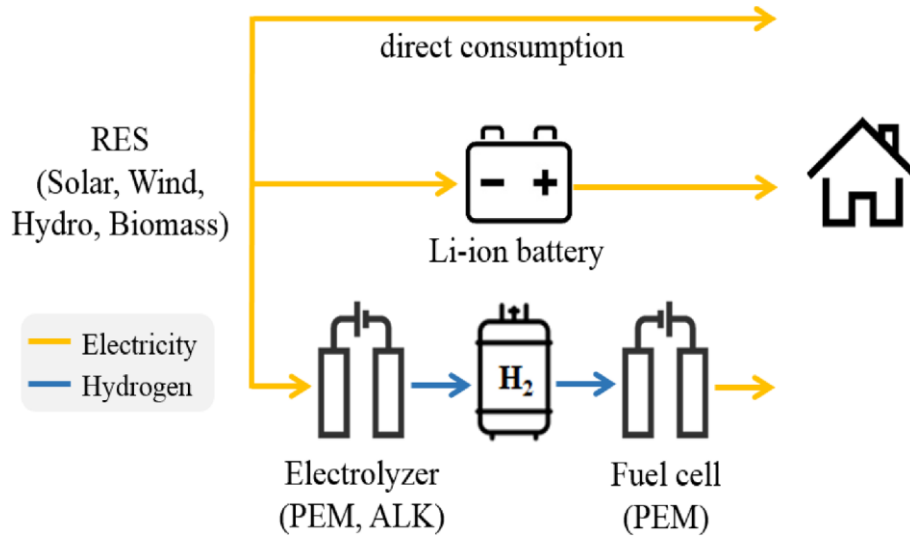 direct consumption
RES
(Solar, Wind,
Hydro, Biomass)
Li-ion battery
Electricity
Hydrogen
H₂
Electrolyzer
(PEM, ALK)
Fuel cell
(PEM)